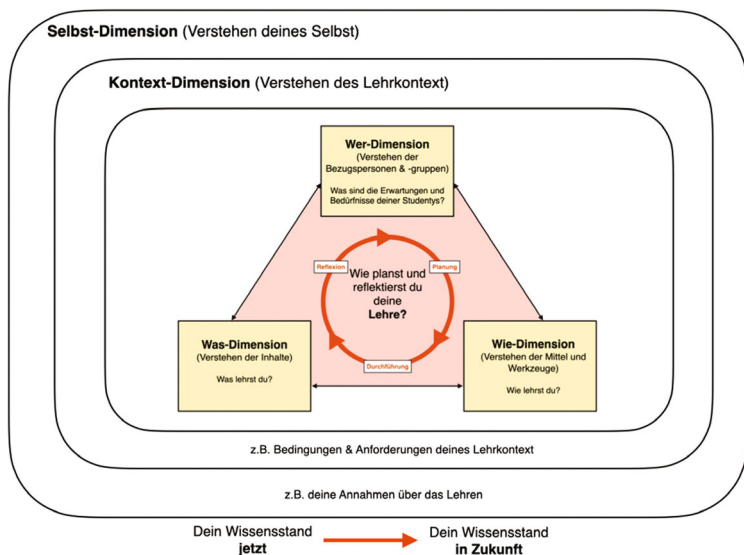 Selbst-Dimension (Verstehen deines Selbst)
Kontext-Dimension (Verstehen des Lehrkontext)
Wer-Dimension
(Verstehen der
Bezugspersonen & -gruppen)
Was sind die Erwartungen und
Bedürfnisse deiner Studentys?
Reflexion
Planung
Wie planst und
reflektierst du
deine
Lehre?
Durchführung
Was-Dimension
(Verstehen der Inhalte)
Was lehrst du?
Wie-Dimension
(Verstehen der Mittel und
Werkzeuge)
Wie lehrst du?
z.B. Bedingungen & Anforderungen deines Lehrkontext
z.B. deine Annahmen über das Lehren
Dein Wissensstand
jetzt
Dein Wissensstand
in Zukunft